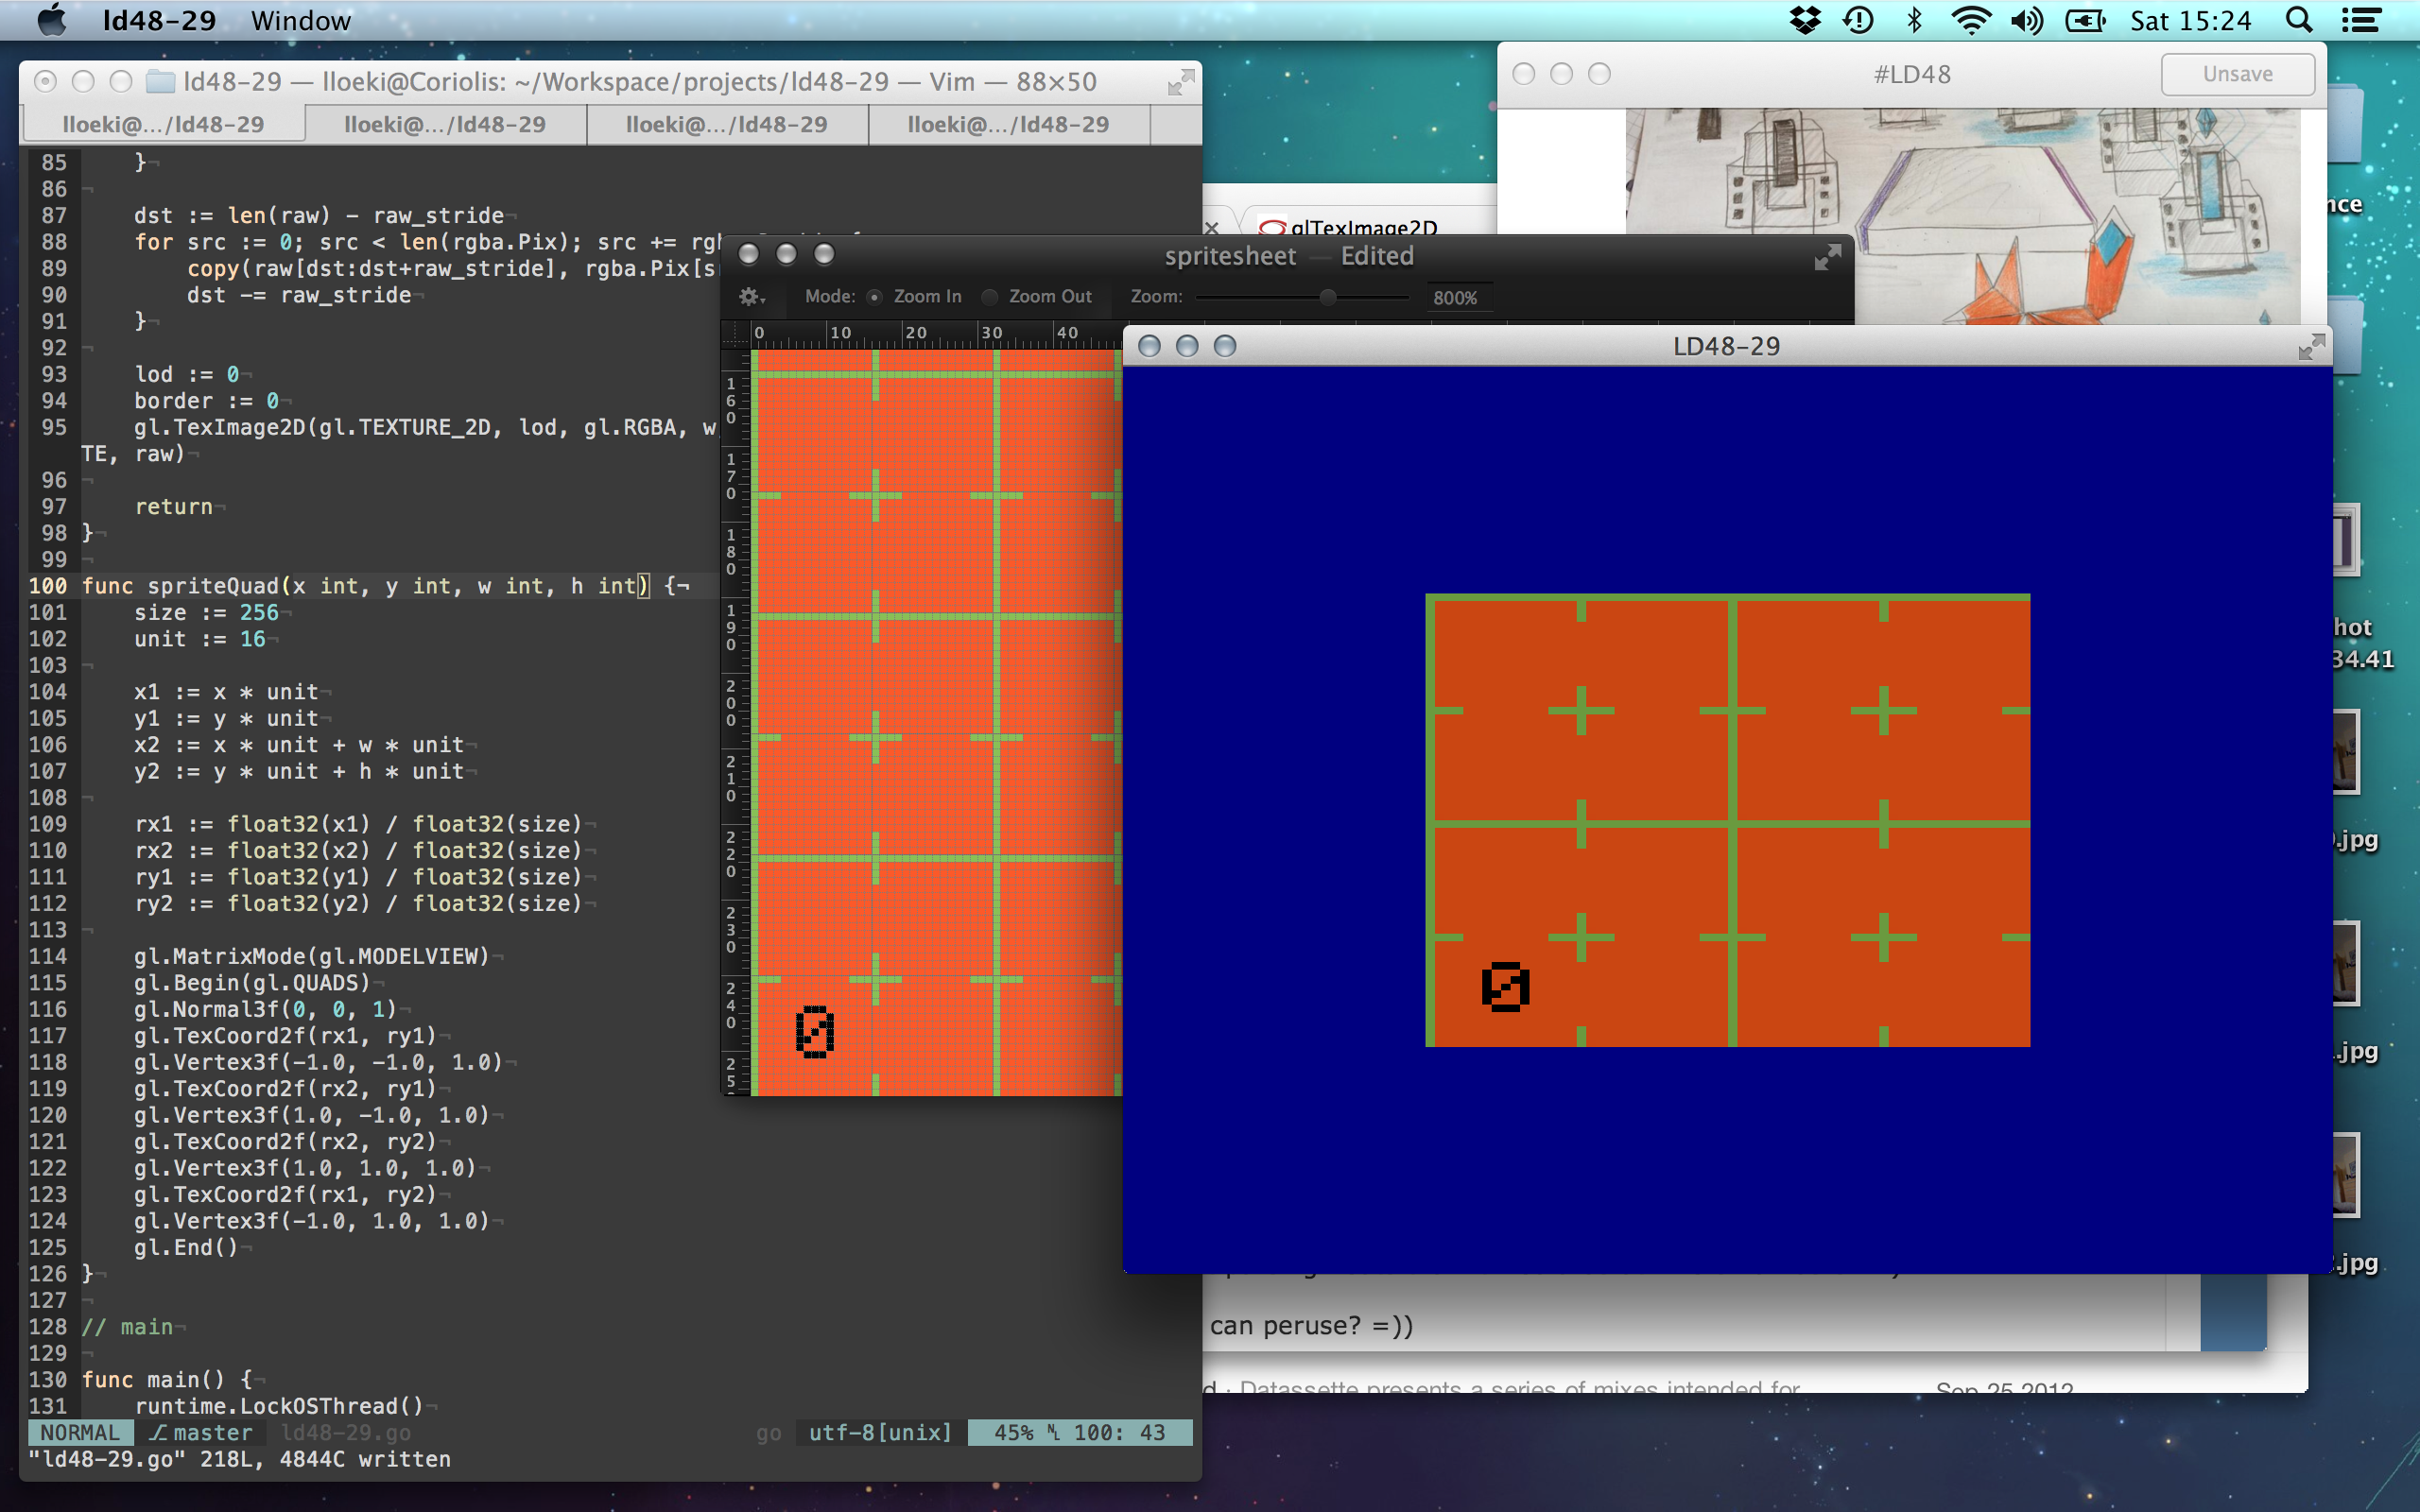 ld48-29 Window
Sat 15:24
ld48-29 — lloeki@Coriolis: ~/Workspace/projects/ld48-29 — Vim — 88×50
lloeki@.../ld48-29 lloeki@.../ld48-29 lloeki@.../ld48-29 lloeki@.../ld48-29
85 }¬
86 ¬
87 dst := len(raw) - raw_stride¬
88 for src := 0; src < len(rgba.Pix); src += rgb
89 copy(raw[dst:dst+raw_stride], rgba.Pix[s
90 dst -= raw_stride¬
91 }¬
92 ¬
93 lod := 0¬
94 border := 0¬
95 gl.TexImage2D(gl.TEXTURE_2D, lod, gl.RGBA, w
TE, raw)¬
96 ¬
97 return¬
98 }¬
99 ¬
100 func spriteQuad(x int, y int, w int, h int) {¬
101 size := 256¬
102 unit := 16¬
103 ¬
104 x1 := x * unit¬
105 y1 := y * unit¬
106 x2 := x * unit + w * unit¬
107 y2 := y * unit + h * unit¬
108 ¬
109 rx1 := float32(x1) / float32(size)¬
110 rx2 := float32(x2) / float32(size)¬
111 ry1 := float32(y1) / float32(size)¬
112 ry2 := float32(y2) / float32(size)¬
113 ¬
114 gl.MatrixMode(gl.MODELVIEW)¬
115 gl.Begin(gl.QUADS)¬
116 gl.Normal3f(0, 0, 1)¬
117 gl.TexCoord2f(rx1, ry1)¬
118 gl.Vertex3f(-1.0, -1.0, 1.0)¬
119 gl.TexCoord2f(rx2, ry1)¬
120 gl.Vertex3f(1.0, -1.0, 1.0)¬
121 gl.TexCoord2f(rx2, ry2)¬
122 gl.Vertex3f(1.0, 1.0, 1.0)¬
123 gl.TexCoord2f(rx1, ry2)¬
124 gl.Vertex3f(-1.0, 1.0, 1.0)¬
125 gl.End()¬
126 }¬
127 ¬
128 // main¬
129 ¬
130 func main() {¬
131 runtime.LockOSThread()¬
NORMAL master ld48-29.go go utf-8[unix] 45% 100: 43
"ld48-29.go" 218L, 4844C written
glTexImage2D
spritesheet — Edited
Mode: Zoom In Zoom Out Zoom: 800%
0 10 20 30 40
160
170
180
190
200
210
220
230
240
25
0
#LD48 Unsave
LD48-29
0
can peruse? =))
d · Datassette presents a series of mixes intended for
Sep 25 2012
nce
hot
34.41
.jpg
.jpg
.jpg